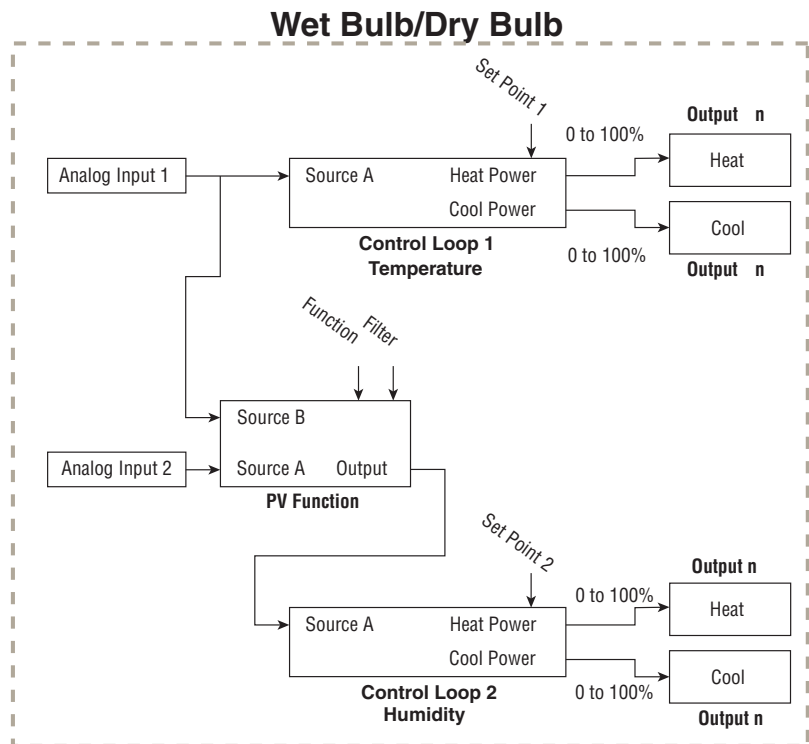 Wet Bulb/Dry Bulb
Set Point 1
Output n
0 to 100%
Analog Input 1
Source A
Heat Power
Heat
Cool Power
Cool
Control Loop 1
Temperature
0 to 100%
Output n
Function
Filter
Source B
Analog Input 2
Source A
Output
PV Function
Set Point 2
Output n
0 to 100%
Source A
Heat Power
Heat
Cool Power
Cool
Control Loop 2
Humidity
0 to 100%
Output n